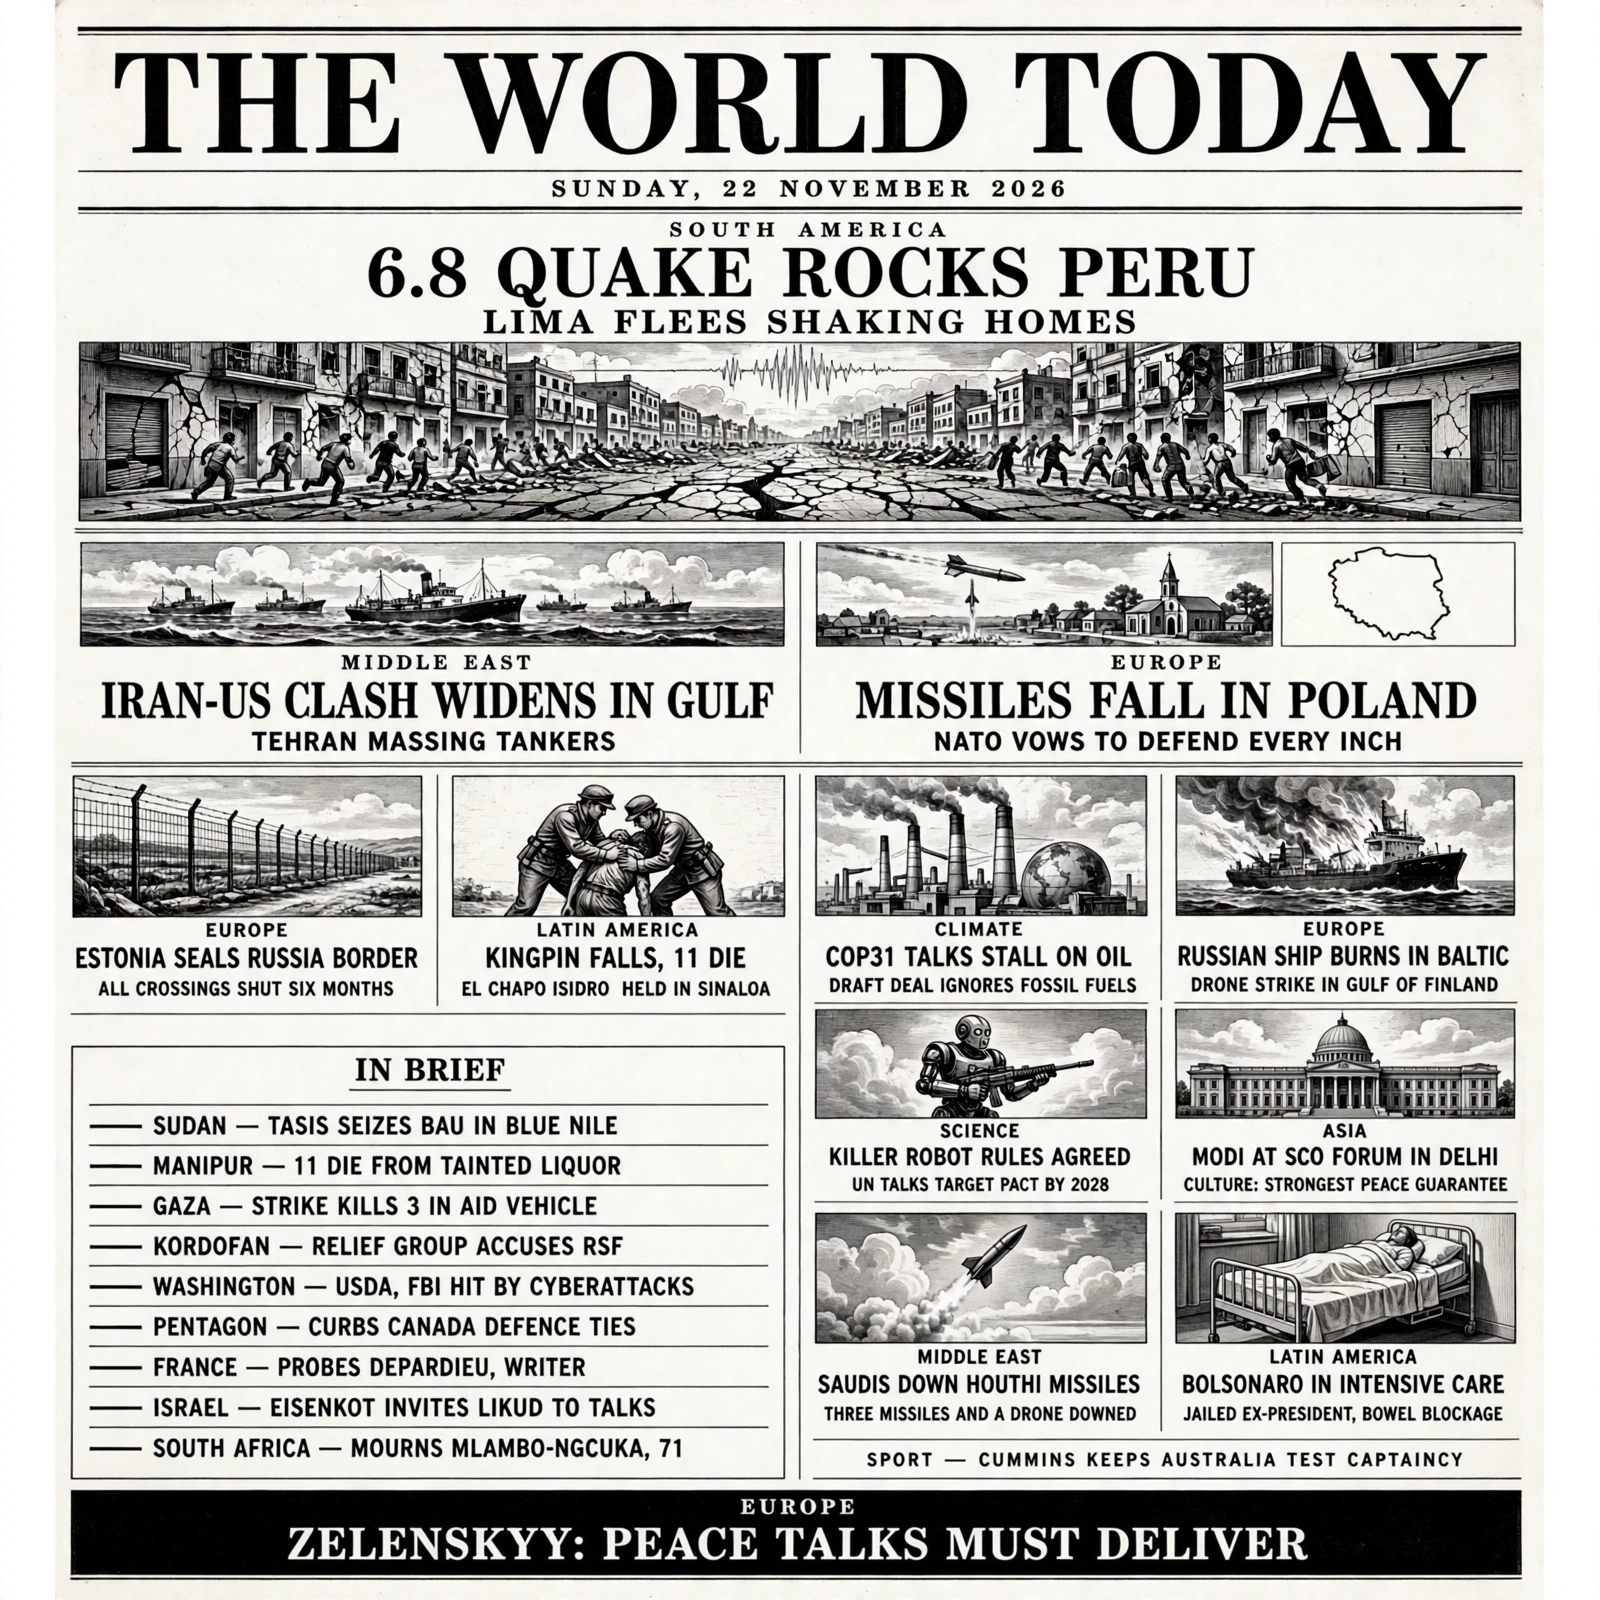 THE WORLD TODAY
SUNDAY, 22 NOVEMBER 2026
SOUTH AMERICA
6.8 QUAKE ROCKS PERU
LIMA FLEES SHAKING HOMES
MIDDLE EAST
IRAN-US CLASH WIDENS IN GULF
TEHRAN MASSING TANKERS
EUROPE
MISSILES FALL IN POLAND
NATO VOWS TO DEFEND EVERY INCH
EUROPE
ESTONIA SEALS RUSSIA BORDER
ALL CROSSINGS SHUT SIX MONTHS
LATIN AMERICA
KINGPIN FALLS, 11 DIE
EL CHAPO ISIDRO HELD IN SINALOA
CLIMATE
COP31 TALKS STALL ON OIL
DRAFT DEAL IGNORES FOSSIL FUELS
EUROPE
RUSSIAN SHIP BURNS IN BALTIC
DRONE STRIKE IN GULF OF FINLAND
IN BRIEF
SUDAN — TASIS SEIZES BAU IN BLUE NILE
MANIPUR — 11 DIE FROM TAINTED LIQUOR
GAZA — STRIKE KILLS 3 IN AID VEHICLE
KORDOFAN — RELIEF GROUP ACCUSES RSF
WASHINGTON — USDA, FBI HIT BY CYBERATTACKS
PENTAGON — CURBS CANADA DEFENCE TIES
FRANCE — PROBES DEPARDIEU, WRITER
ISRAEL — EISENKOT INVITES LIKUD TO TALKS
SOUTH AFRICA — MOURNS MLAMBO-NGCUKA, 71
SCIENCE
KILLER ROBOT RULES AGREED
UN TALKS TARGET PACT BY 2028
ASIA
MODI AT SCO FORUM IN DELHI
CULTURE: STRONGEST PEACE GUARANTEE
MIDDLE EAST
SAUDIS DOWN HOUTHI MISSILES
THREE MISSILES AND A DRONE DOWNED
LATIN AMERICA
BOLSONARO IN INTENSIVE CARE
JAILED EX-PRESIDENT, BOWEL BLOCKAGE
SPORT — CUMMINS KEEPS AUSTRALIA TEST CAPTAINCY
EUROPE
ZELENSKYY: PEACE TALKS MUST DELIVER